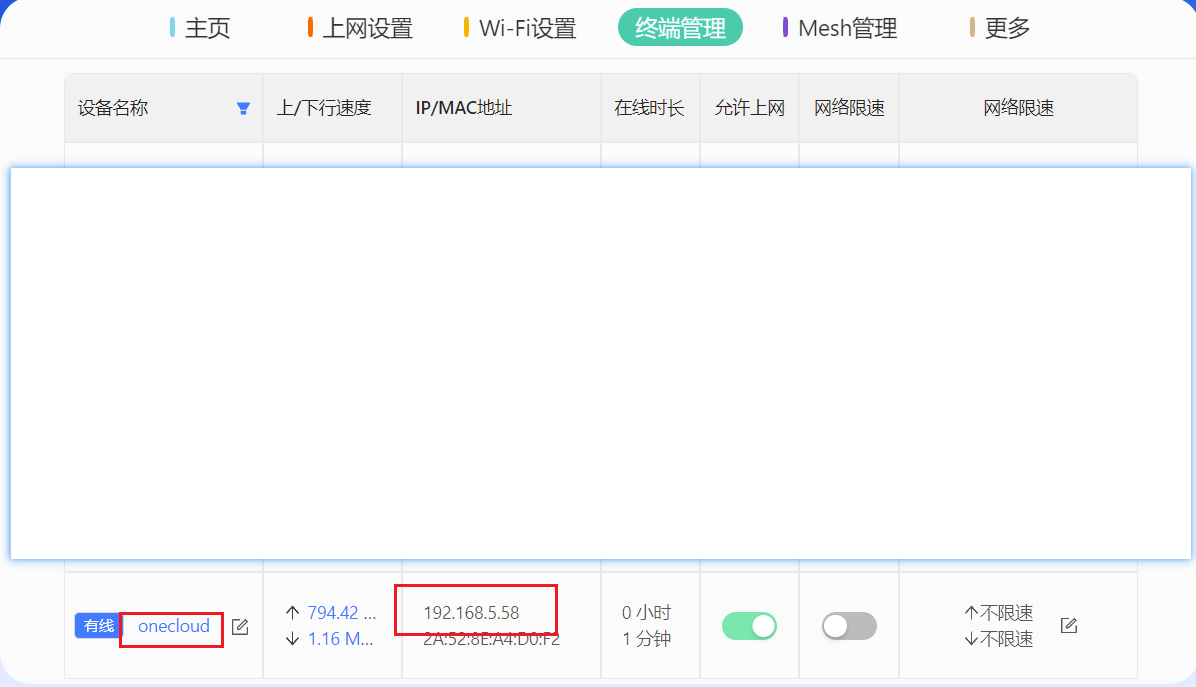 主页 上网设置 Wi-Fi设置 终端管理 Mesh管理 更多
设备名称 上/下行速度 IP/MAC地址 在线时长 允许上网 网络限速 网络限速
有线 onecloud
794.42 ...
1.16 M...
192.168.5.58
2A:52:8E:A4:D0:F2
0 小时
1 分钟
↑不限速
↓不限速